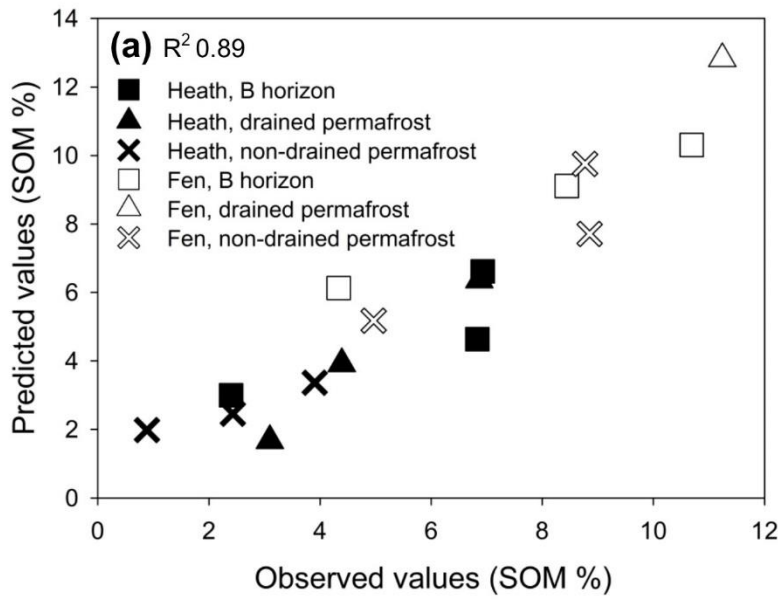 (a) R² 0.89
Heath, B horizon
Heath, drained permafrost
Heath, non-drained permafrost
Fen, B horizon
Fen, drained permafrost
Fen, non-drained permafrost
Predicted values (SOM %)
14
12
10
8
6
4
2
0
0 2 4 6 8 10 12
Observed values (SOM %)